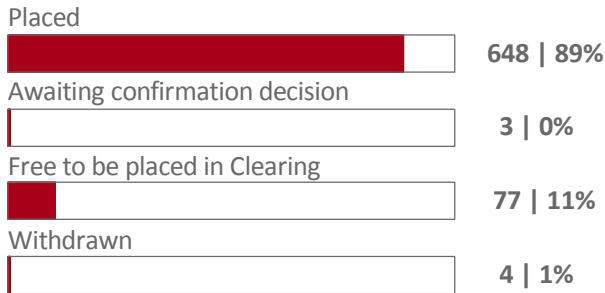 Placed
648 | 89%
Awaiting confirmation decision
3 | 0%
Free to be placed in Clearing
77 | 11%
Withdrawn
4 | 1%